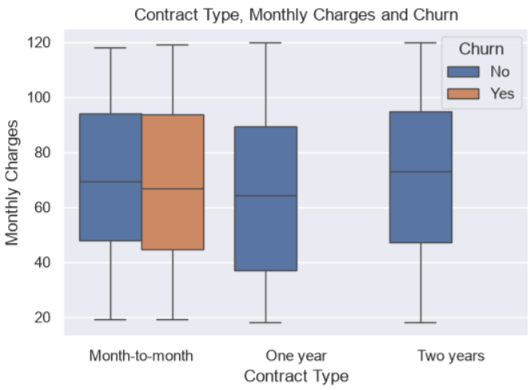 Contract Type, Monthly Charges and Churn
120
100
80
60
40
20
Monthly Charges
Churn
No
Yes
Month-to-month
One year
Two years
Contract Type